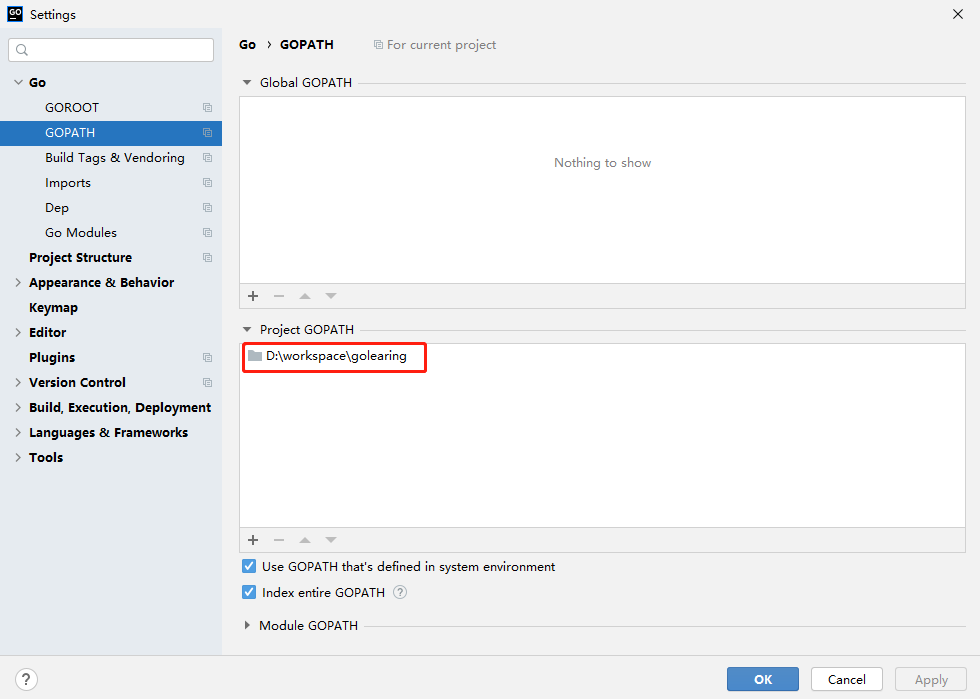 GO Settings
Go › GOPATH For current project
Go
GOROOT
GOPATH
Build Tags & Vendoring
Imports
Dep
Go Modules
Project Structure
Appearance & Behavior
Keymap
Editor
Plugins
Version Control
Build, Execution, Deployment
Languages & Frameworks
Tools
Global GOPATH
Nothing to show
Project GOPATH
D:\workspace\golearing
Use GOPATH that's defined in system environment
Index entire GOPATH ?
Module GOPATH
?
OK Cancel Apply